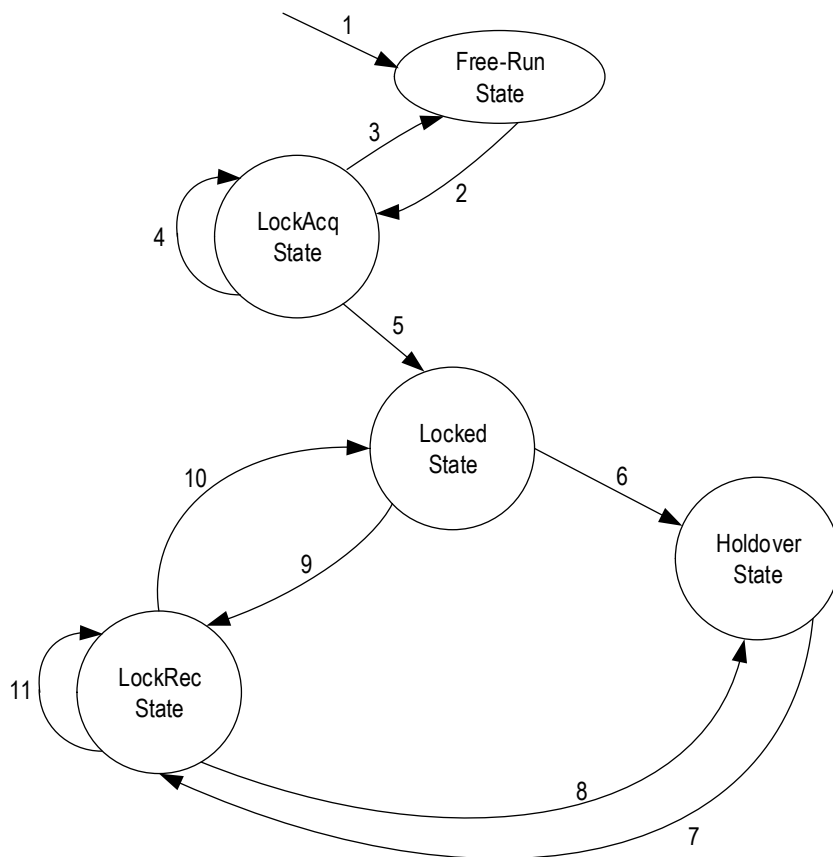 1
Free-Run
State
3
2
LockAcq
State
4
5
Locked
State
10
6
Holdover
State
9
LockRec
State
11
8
7